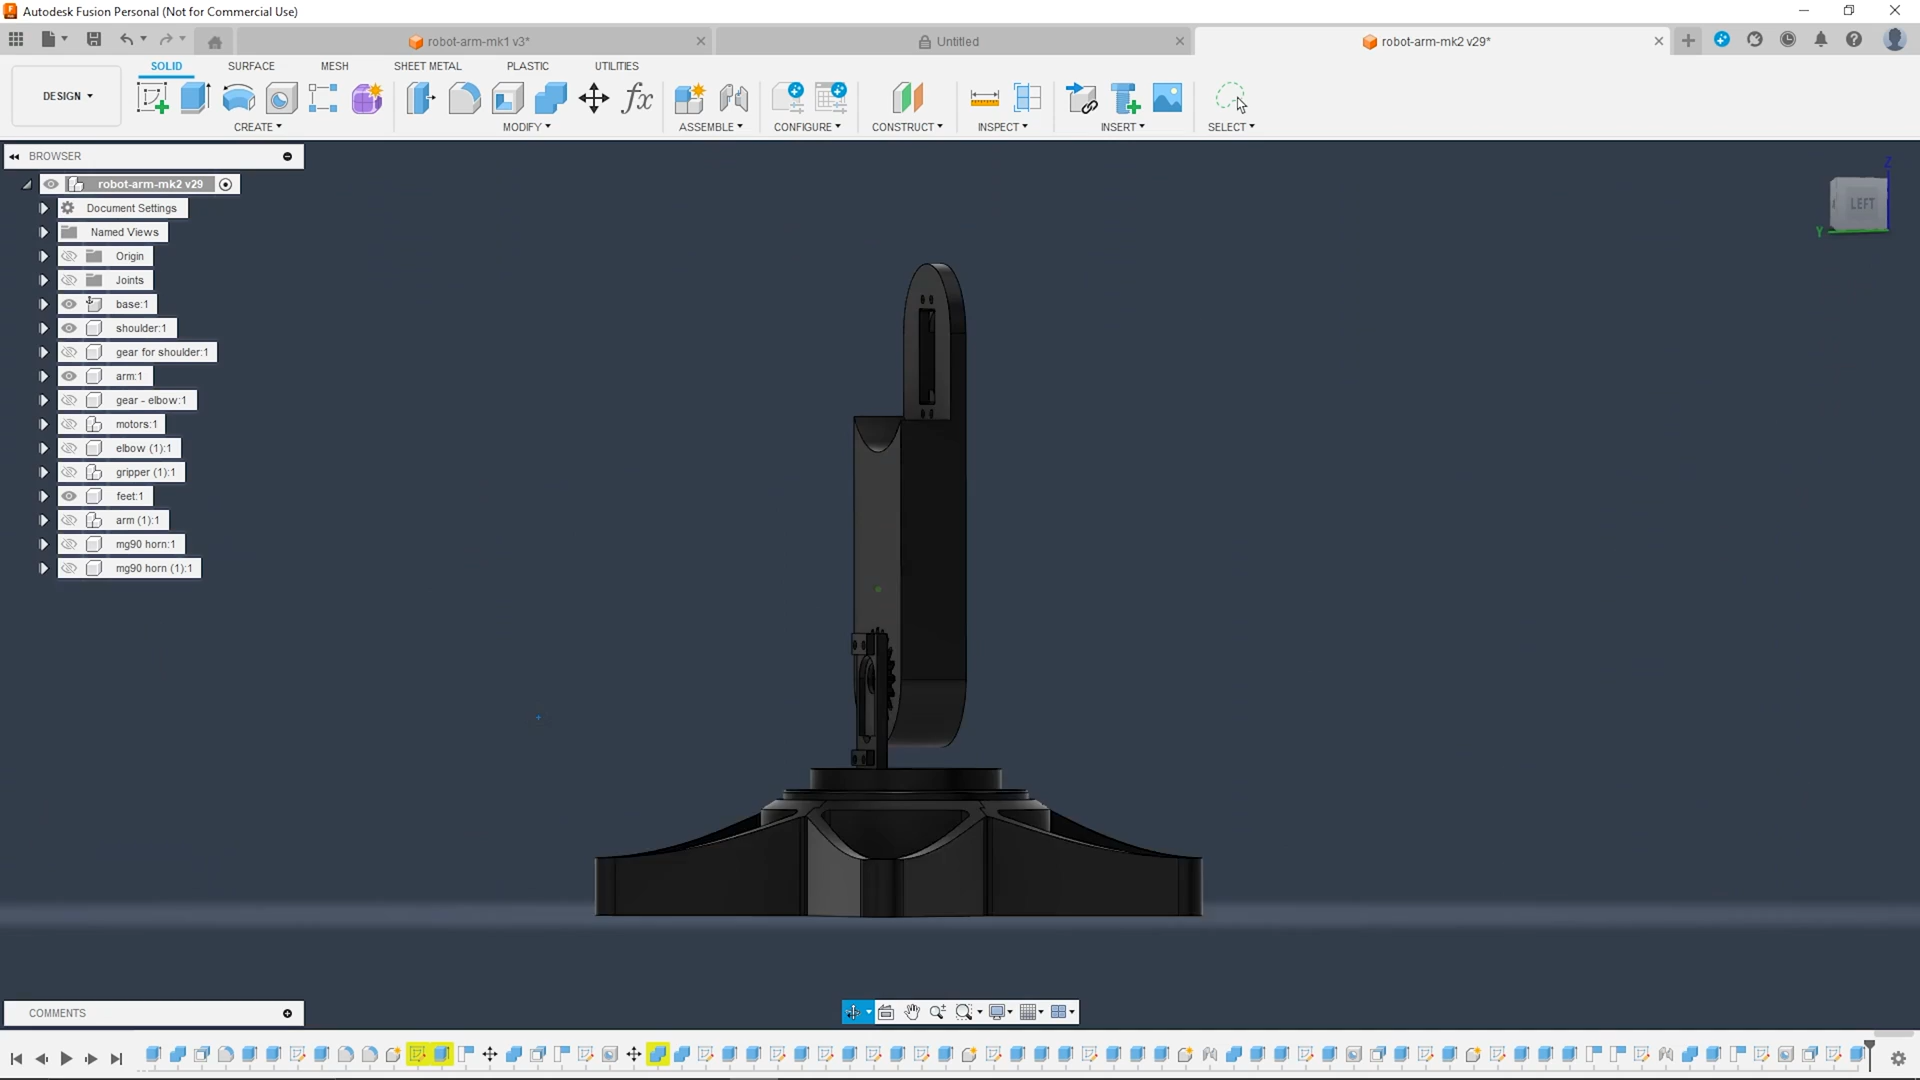 Autodesk Fusion Personal (Not for Commercial Use)
robot-arm-mk1 v3*
Untitled
robot-arm-mk2 v29*
DESIGN
SOLID
SURFACE
MESH
SHEET METAL
PLASTIC
UTILITIES
CREATE
MODIFY
ASSEMBLE
CONFIGURE
CONSTRUCT
INSPECT
INSERT
SELECT
BROWSER
robot-arm-mk2 v29
Document Settings
Named Views
Origin
Joints
base:1
shoulder:1
gear for shoulder:1
arm:1
gear - elbow:1
motors:1
elbow (1):1
gripper (1):1
feet:1
arm (1):1
mg90 horn:1
mg90 horn (1):1
Z
LEFT
Y
COMMENTS